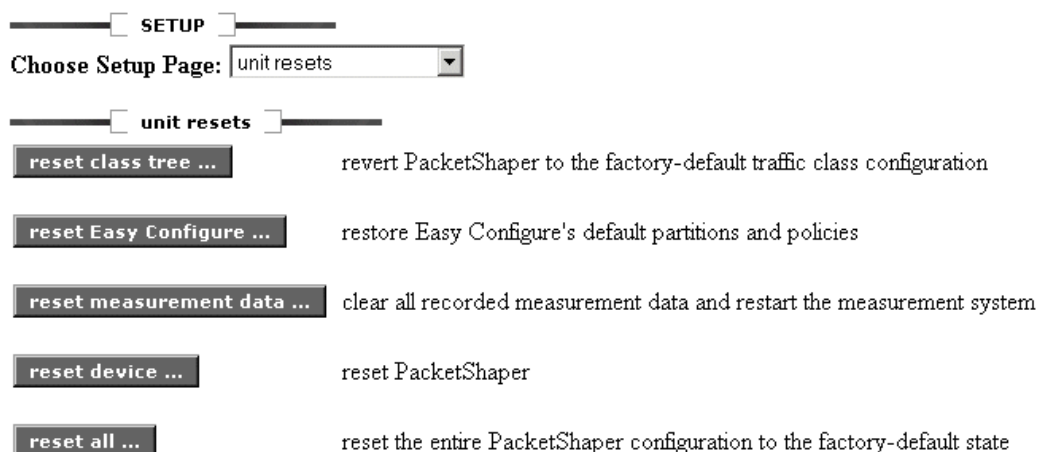 SETUP
Choose Setup Page: unit resets
unit resets
reset class tree ... revert PacketShaper to the factory-default traffic class configuration
reset Easy Configure ... restore Easy Configure's default partitions and policies
reset measurement data ... clear all recorded measurement data and restart the measurement system
reset device ... reset PacketShaper
reset all ... reset the entire PacketShaper configuration to the factory-default state